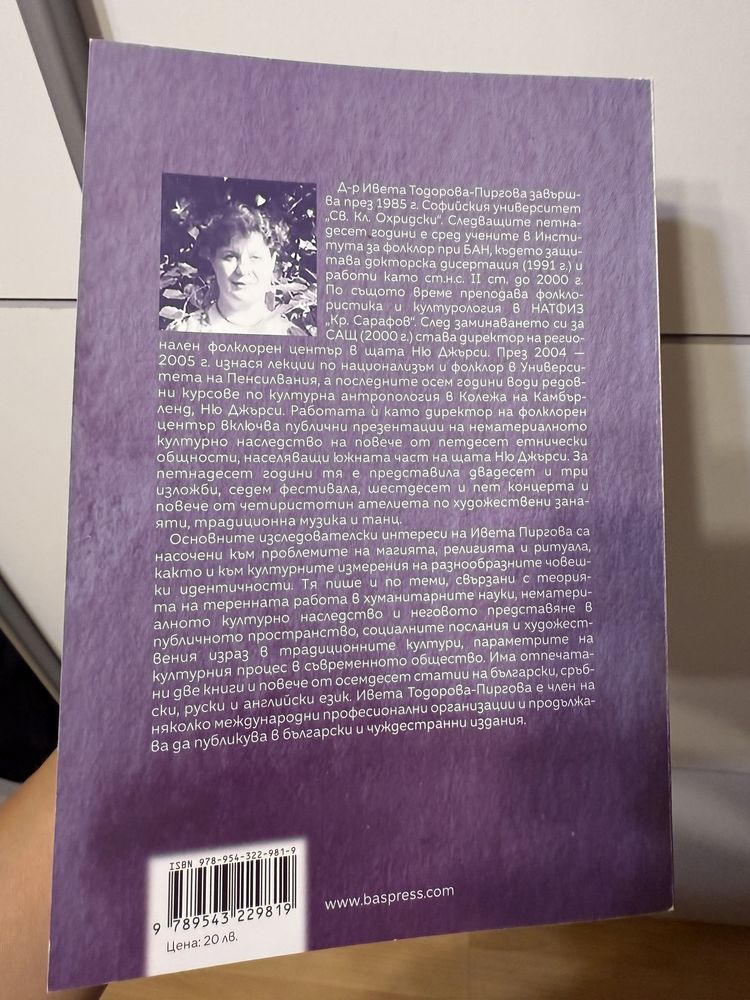 Д-р Ивета Тодорова-Пиргова завърш-
ва през 1985 г. Софийския университет
„Св. Кл. Охридски“. Следващите петна-
десет години е сред учените в Инсти-
тута за фолклор при БАН, където защи-
тава докторска дисертация (1991 г.) и
работи като ст.н.с. II ст. до 2000 г.
По същото време преподава фолкло-
ристика и културология в НАТФИЗ
„Кр. Сарафов“. След заминаването си за
САЩ (2000 г.) става директор на регио-
нален фолклорен център в щата Ню Джърси. През 2004 —
2005 г. изнася лекции по национализъм и фолклор в Универси-
тета на Пенсилвания, а последните осем години води редов-
ни курсове по културна антропология в Колежа на Камбър-
ленд, Ню Джърси. Работата ѝ като директор на фолклорен
център включва публични презентации на нематериалното
културно наследство на повече от петдесет етнически
общности, населяващи южната част на щата Ню Джърси. За
петнадесет години тя е представила двадесет и три
изложби, седем фестивала, шестдесет и пет концерта и
повече от четиристотин ателиета по художествени заня-
яти, традиционна музика и танц.
Основните изследователски интереси на Ивета Пиргова са
насочени към проблемите на магията, религията и ритуала,
както и към културните измерения на разнообразните човеш-
ки идентичности. Тя пише и по теми, свързани с теория-
та на теренната работа в хуманитарните науки, нематери-
алното културно наследство и неговото представяне в
публичното пространство, социалните послания и художест-
вения израз в традиционните култури, параметрите на
културния процес в съвременното общество. Има отпечата-
ни две книги и повече от осемдесет статии на български, сръб-
ски, руски и английски език. Ивета Тодорова-Пиргова е член на
няколко международни професионални организации и продължа-
ва да публикува в български и чуждестранни издания.
ISBN 978-954-322-981-9
9 789543 229819
Цена: 20 лв.
www.baspress.com